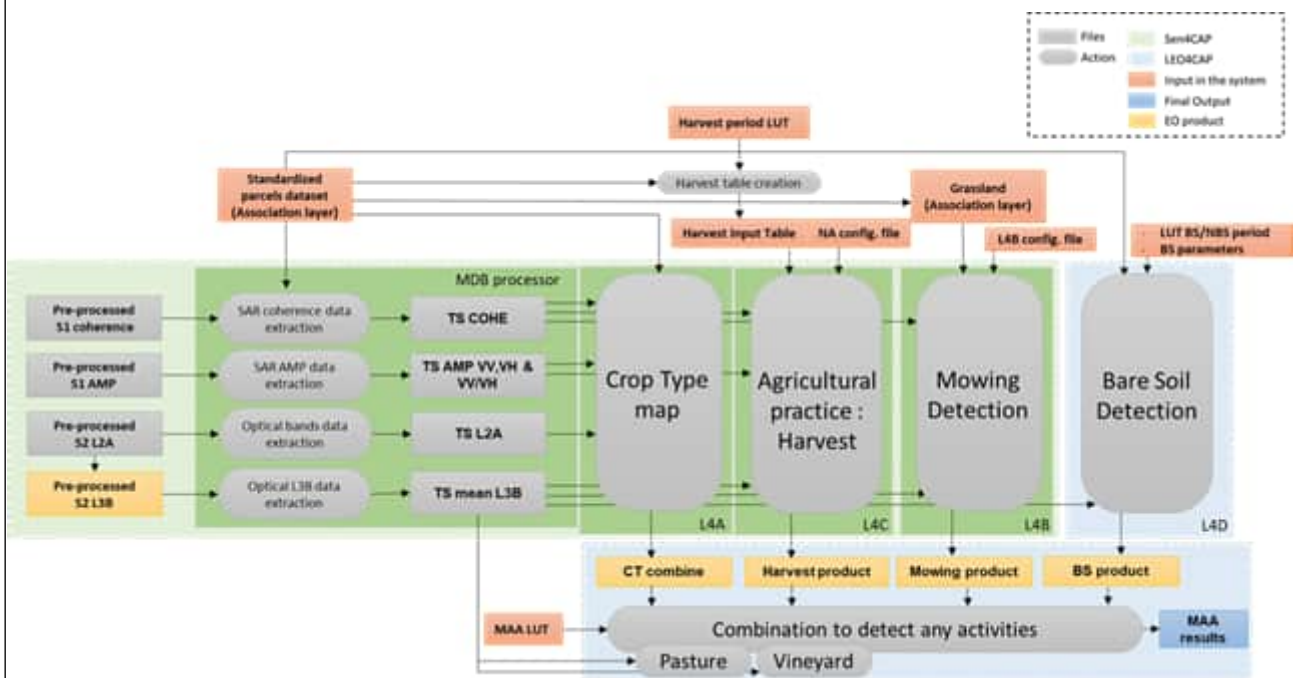 Files
Action
Sen4CAP
LEO4CAP
Input in the system
Final Output
EO product
Harvest period LUT
Standardized
parcels dataset
(Association layer)
Harvest table creation
Grassland
(Association layer)
Harvest Input Table
NA config. file
L4B config. file
LUT BS/NBS period
BS parameters
MDB processor
Pre-processed
S1 coherence
SAR coherence data
extraction
TS COHE
Pre-processed
S1 AMP
SAR AMP data
extraction
TS AMP VV,VH &
VV/VH
Pre-processed
S2 L2A
Optical bands data
extraction
TS L2A
Pre-processed
S2 L3B
Optical L3B data
extraction
TS mean L3B
Crop Type
map
Agricultural
practice :
Harvest
Mowing
Detection
Bare Soil
Detection
L4A
L4C
L4B
L4D
CT combine
Harvest product
Mowing product
BS product
MAA LUT
Combination to detect any activities
MAA
results
Pasture
Vineyard